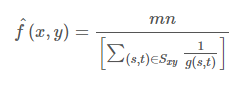 f̂ (x, y) = mn / [∑_{(s,t)∈S_{xy}} 1/g(s,t)]